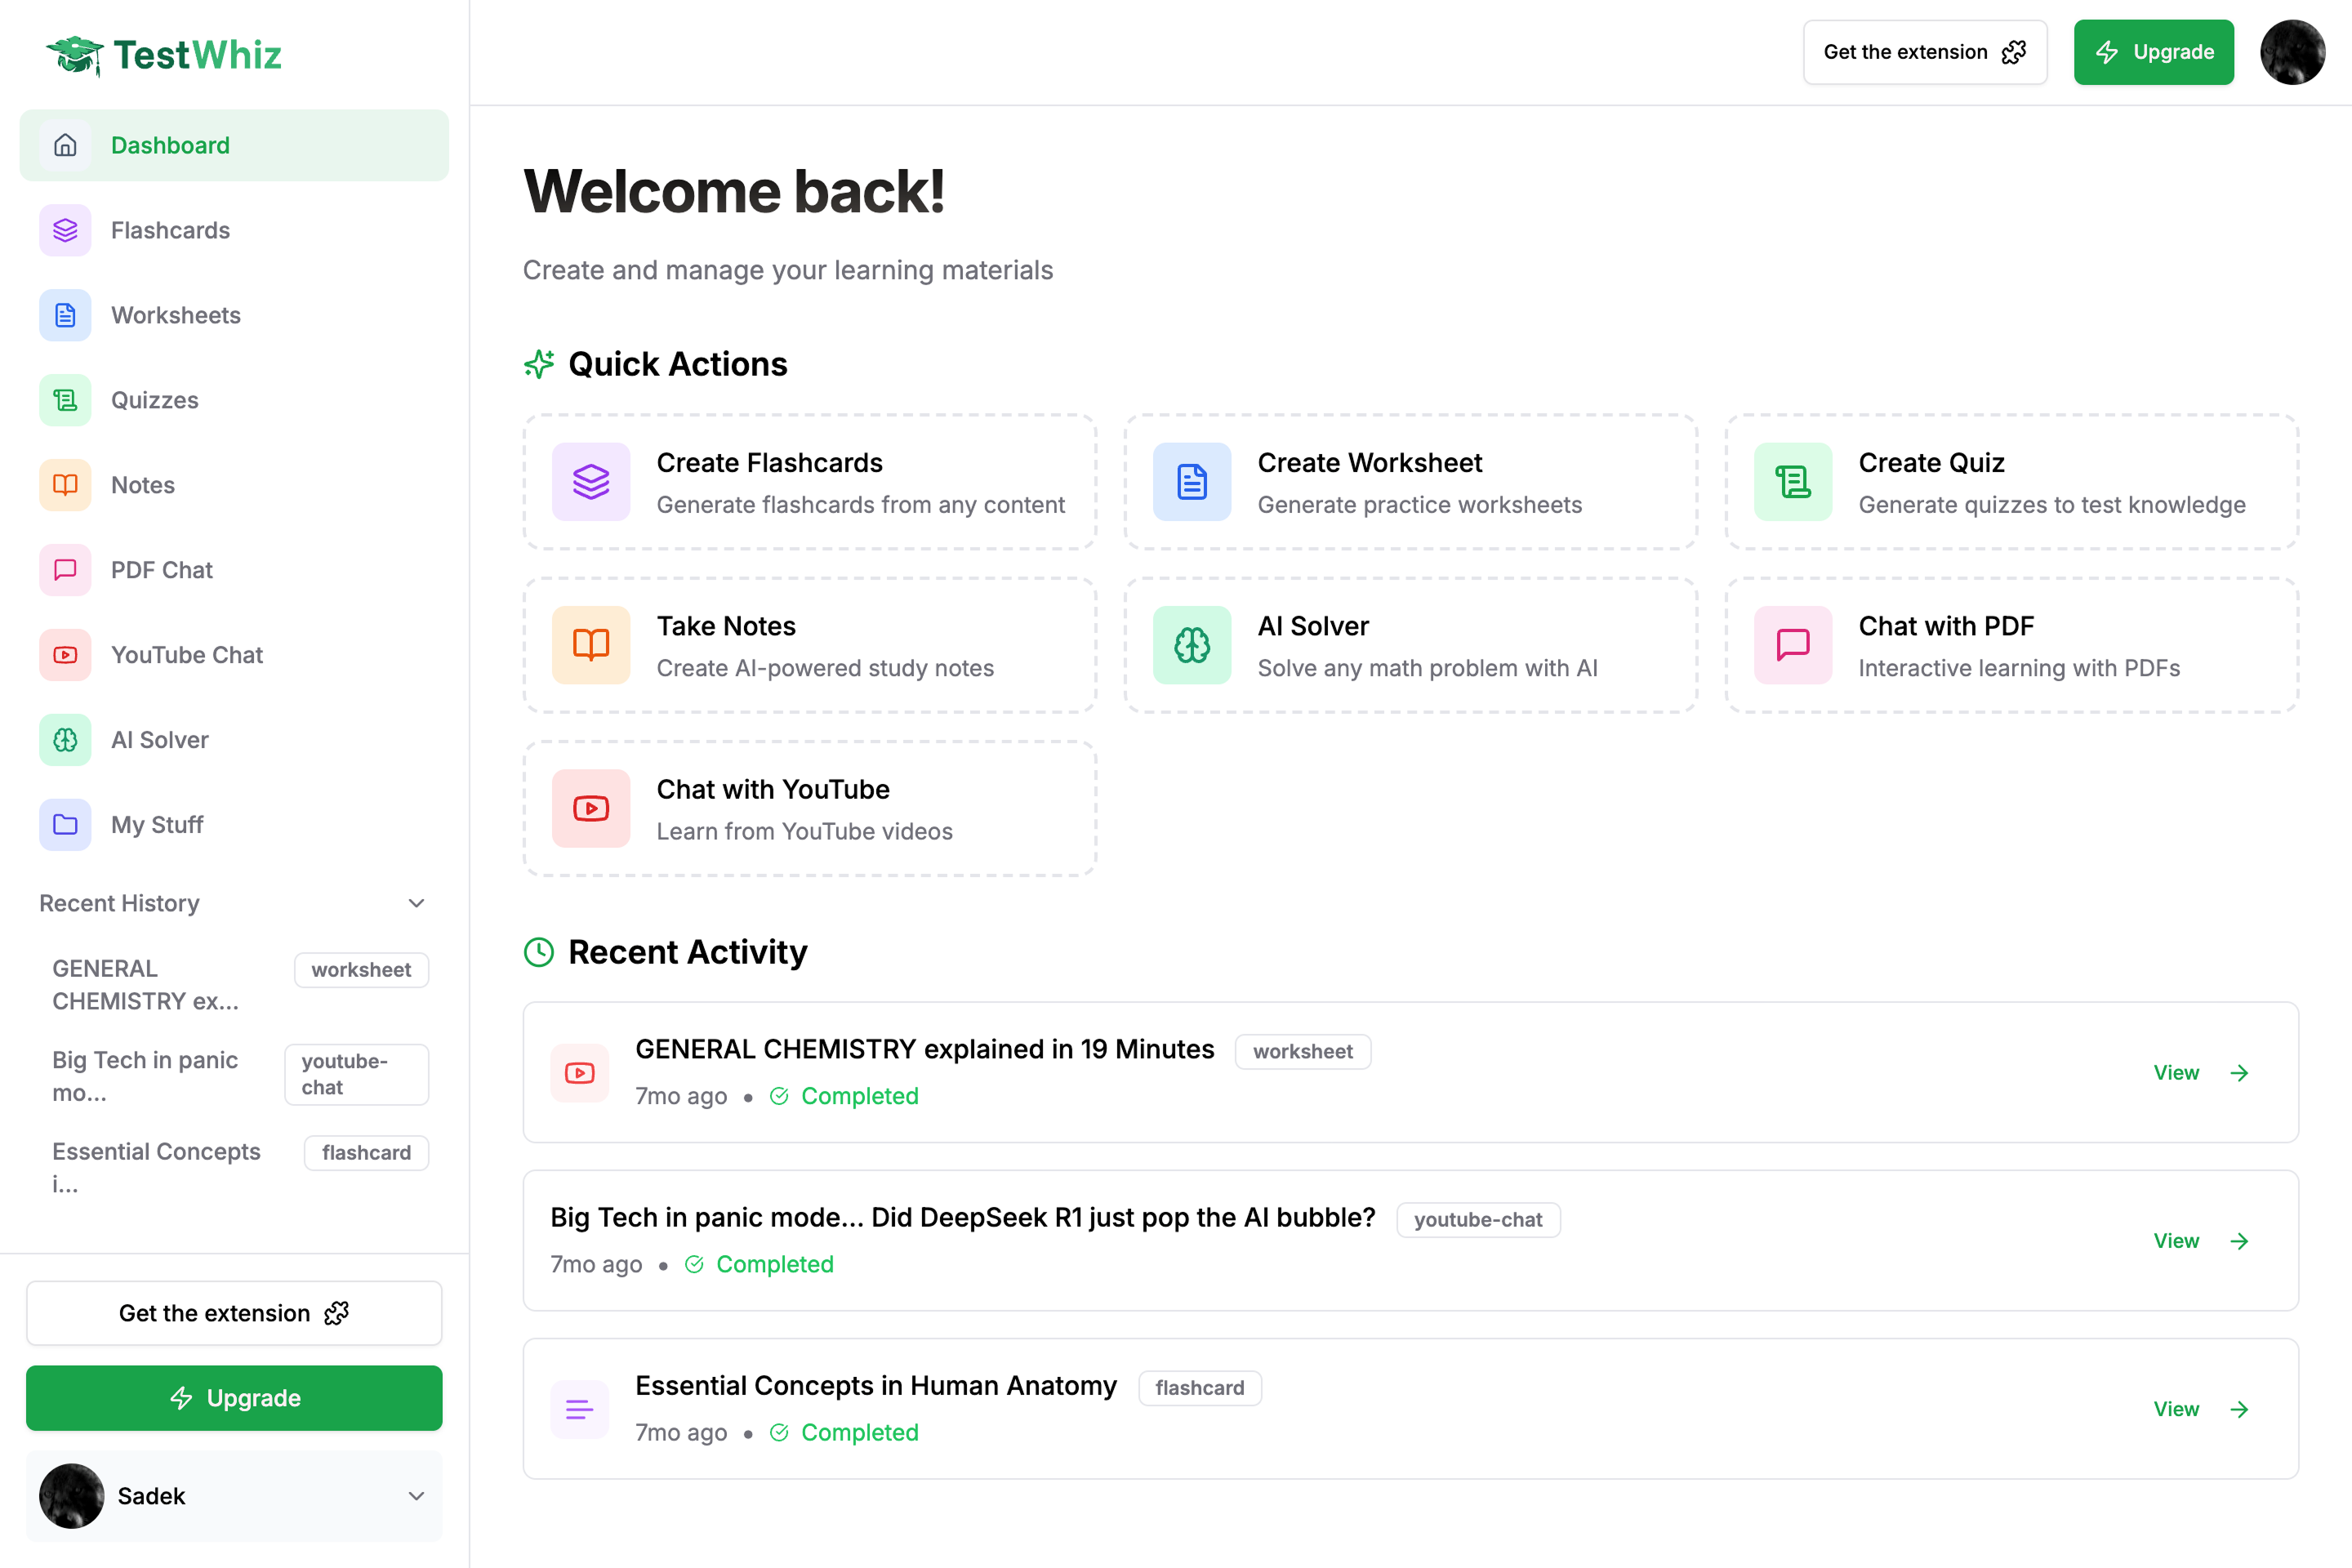 TestWhiz
Get the extension
Upgrade
Dashboard
Flashcards
Worksheets
Quizzes
Notes
PDF Chat
YouTube Chat
AI Solver
My Stuff
Recent History
GENERAL
CHEMISTRY ex...
worksheet
Big Tech in panic
mo...
youtube-
chat
Essential Concepts
i...
flashcard
Get the extension
Upgrade
Sadek
Welcome back!
Create and manage your learning materials
Quick Actions
Create Flashcards
Generate flashcards from any content
Create Worksheet
Generate practice worksheets
Create Quiz
Generate quizzes to test knowledge
Take Notes
Create AI-powered study notes
AI Solver
Solve any math problem with AI
Chat with PDF
Interactive learning with PDFs
Chat with YouTube
Learn from YouTube videos
Recent Activity
GENERAL CHEMISTRY explained in 19 Minutes worksheet
7mo ago • Completed
View
Big Tech in panic mode... Did DeepSeek R1 just pop the AI bubble? youtube-chat
7mo ago • Completed
View
Essential Concepts in Human Anatomy flashcard
7mo ago • Completed
View